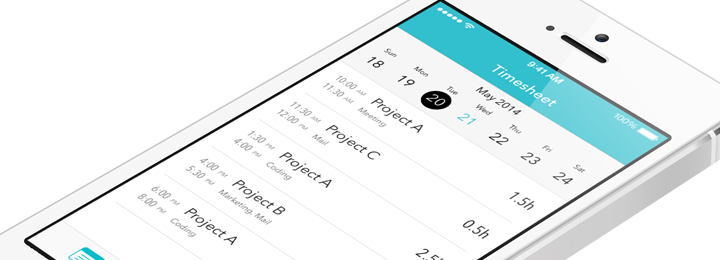 9:41 AM
100%
Timesheet
May 2014
Sun Mon Tue Wed Thu Fri Sat
18 19 20 21 22 23 24
10:00 AM Project A 1.5h
11:30 AM Meeting
11:30 AM Project C 0.5h
12:00 PM Mail
1:30 PM Project A 2.5
4:00 PM Coding
4:00 PM Project B
5:30 PM Marketing, Mail
6:00 PM Project A
8:00 PM Coding